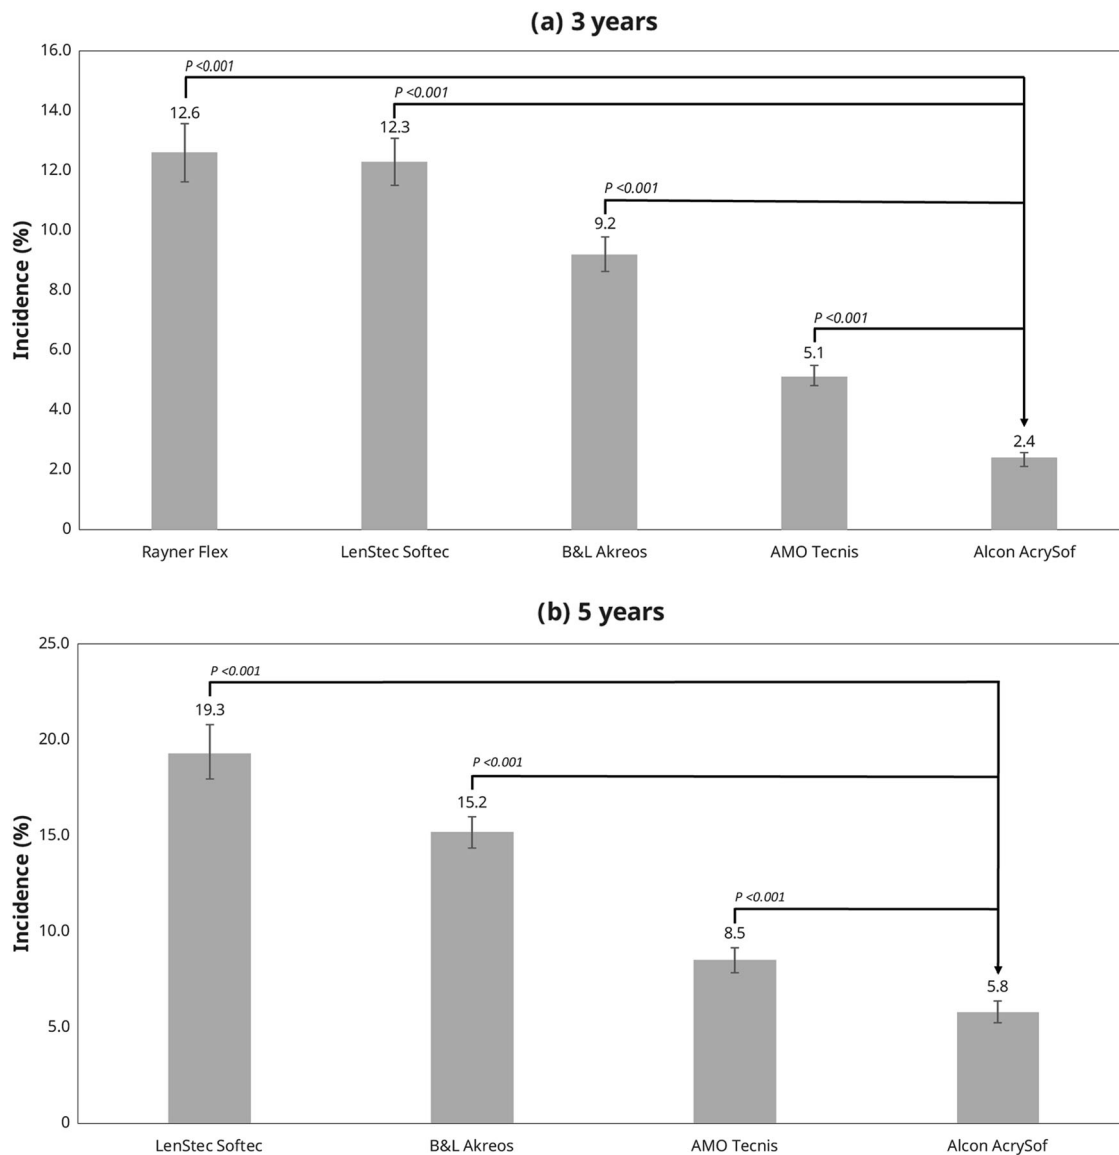 (a) 3 years
16.0
P <0.001
P <0.001
14.0
12.6
12.3
12.0
P <0.001
10.0
9.2
Incidence (%)
8.0
P <0.001
6.0
5.1
4.0
2.4
2.0
0
Rayner Flex LenStec Softec B&L Akreos AMO Tecnis Alcon AcrySof
(b) 5 years
25.0
P <0.001
19.3
20.0
P <0.001
15.2
15.0
Incidence (%)
P <0.001
10.0
8.5
5.8
5.0
0
LenStec Softec B&L Akreos AMO Tecnis Alcon AcrySof